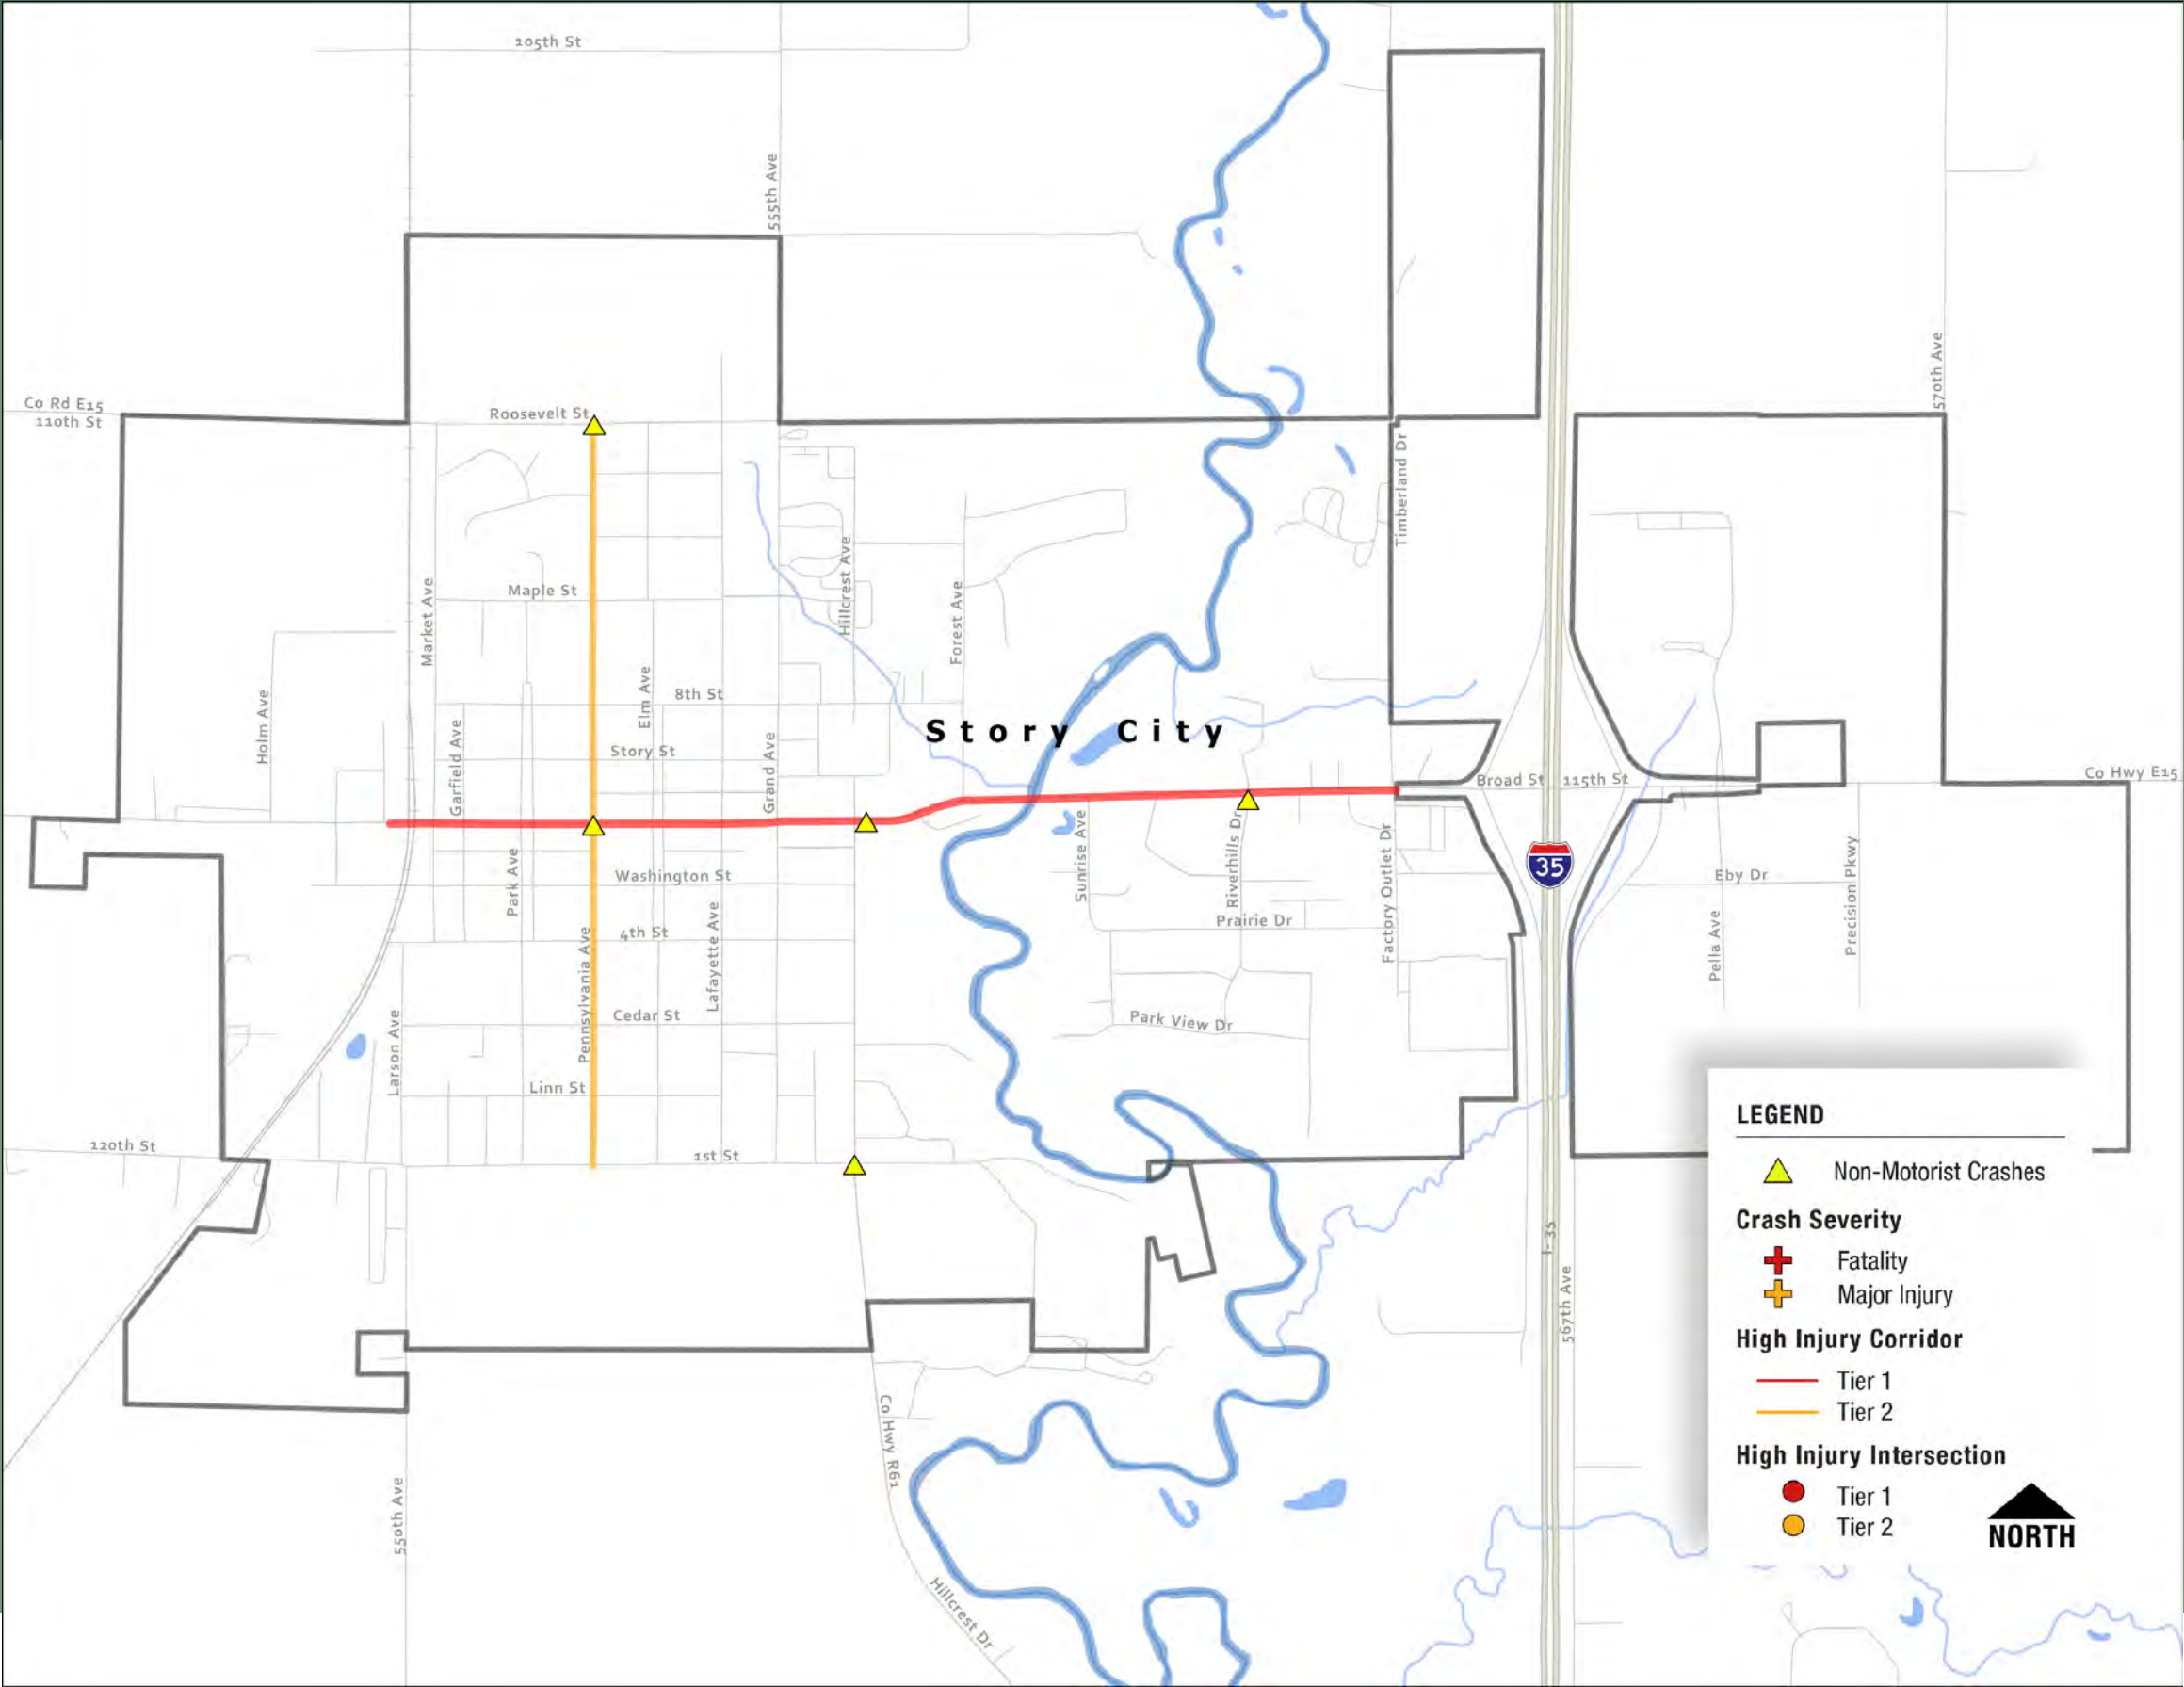 105th St
555th Ave
570th Ave
Co Rd E15
110th St
Roosevelt St
Timberland Dr
Market Ave
Maple St
Hillcrest Ave
Forest Ave
Holm Ave
Elm Ave
8th St
Garfield Ave
Story St
Grand Ave
Story City
Broad St
115th St
Co Hwy E15
35
Park Ave
Washington St
Sunrise Ave
Riverhills Dr
Factory Outlet Dr
Eby Dr
Precision Pkwy
Prairie Dr
Pella Ave
4th St
Pennsylvania Ave
Lafayette Ave
Larson Ave
Cedar St
Park View Dr
Linn St
120th St
1st St
I-35
567th Ave
Co Hwy R61
550th Ave
Hillcrest Dr
LEGEND
Non-Motorist Crashes
Crash Severity
Fatality
Major Injury
High Injury Corridor
Tier 1
Tier 2
High Injury Intersection
Tier 1
Tier 2
NORTH